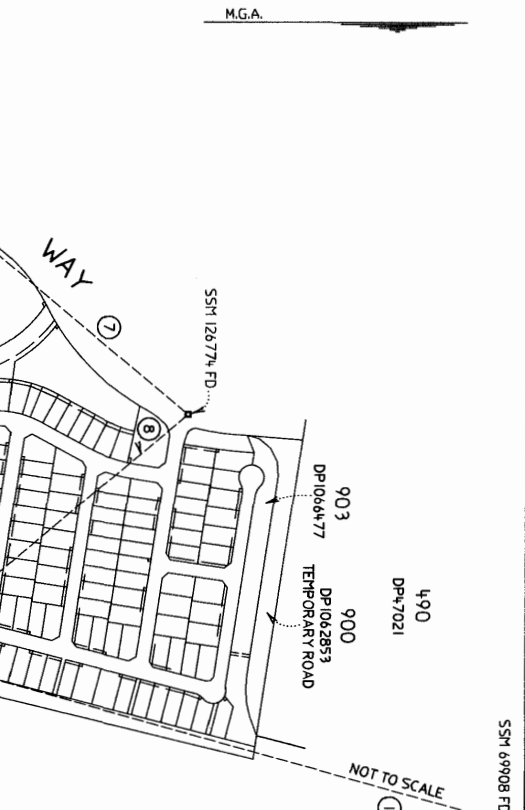 M.G.A.
WAY
7
SSM 126774 FD
8
903
DP1066477
490
DP47021
900
DP1062853
TEMPORARY ROAD
SSM 69908 FD
NOT TO SCALE
1